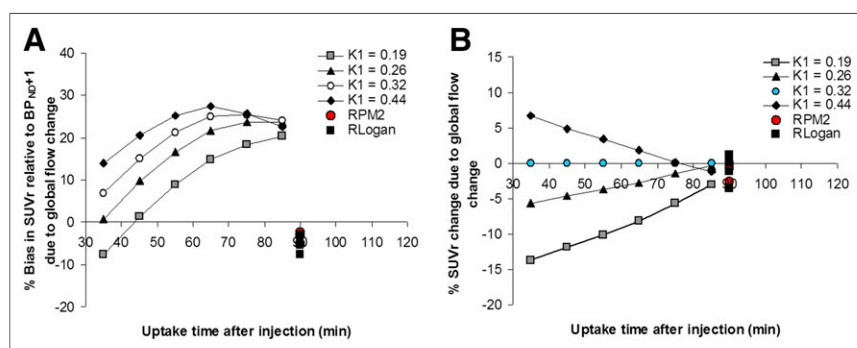 A
% Bias in SUVr relative to BPND+1
due to global flow change
40
30
20
10
0
-10
-20
30 40 50 60 70 80 90 100 110 120
Uptake time after injection (min)
K1 = 0.19
K1 = 0.26
K1 = 0.32
K1 = 0.44
RPM2
RLogan
B
% SUVr change due to global flow
change
15
10
5
0
-5
-10
-15
-20
30 40 50 60 70 80 90 100 110 120
Uptake time after injection (min)
K1 = 0.19
K1 = 0.26
K1 = 0.32
K1 = 0.44
RPM2
RLogan